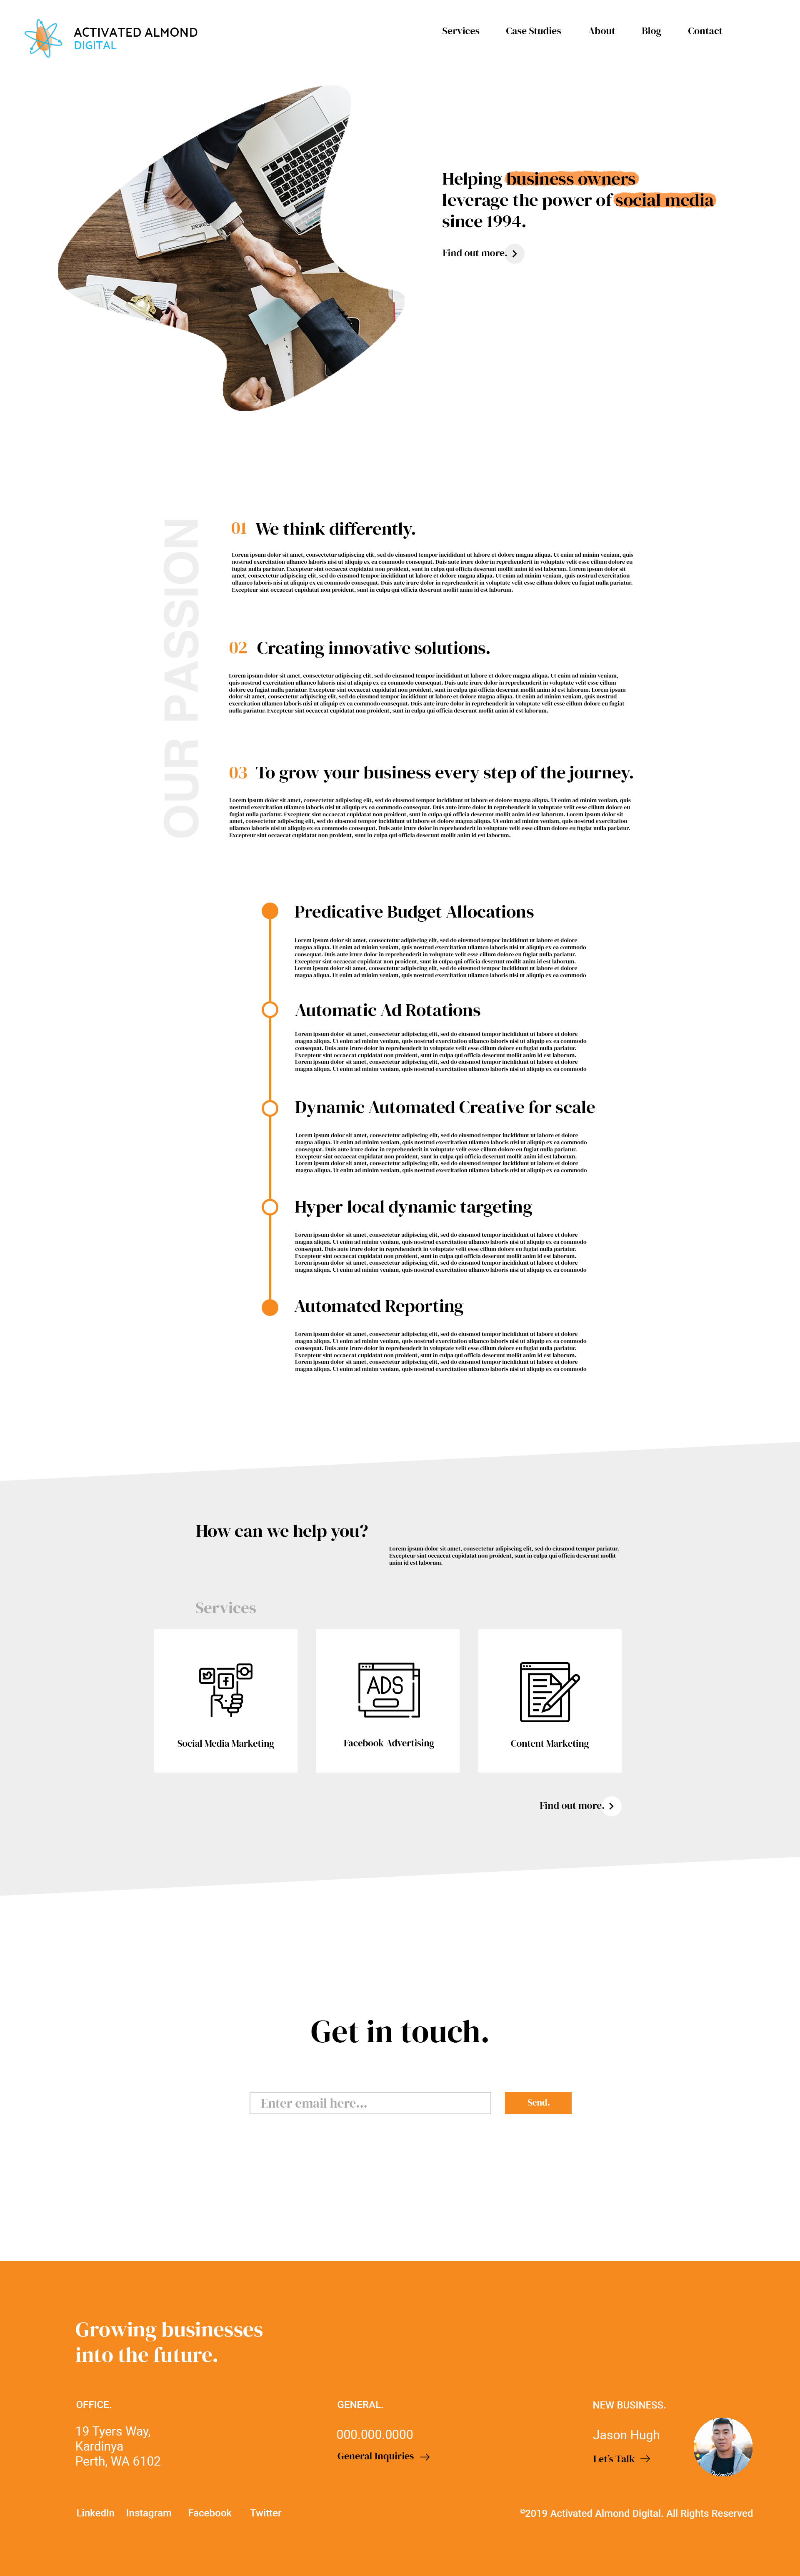 ACTIVATED ALMOND
DIGITAL
Services Case Studies About Blog Contact
Helping business owners
leverage the power of social media
since 1994.
Find out more.
OUR PASSION
01 We think differently.
Lorem ipsum dolor sit amet, consectetur adipiscing elit, sed do eiusmod tempor incididunt ut labore et dolore magna aliqua. Ut enim ad minim veniam, quis
nostrud exercitation ullamco laboris nisi ut aliquip ex ea commodo consequat. Duis aute irure dolor in reprehenderit in voluptate velit esse cillum dolore eu
fugiat nulla pariatur. Excepteur sint occaecat cupidatat non proident, sunt in culpa qui officia deserunt mollit anim id est laborum. Lorem ipsum dolor sit
amet, consectetur adipiscing elit, sed do eiusmod tempor incididunt ut labore et dolore magna aliqua. Ut enim ad minim veniam, quis nostrud exercitation
ullamco laboris nisi ut aliquip ex ea commodo consequat. Duis aute irure dolor in reprehenderit in voluptate velit esse cillum dolore eu fugiat nulla pariatur.
Excepteur sint occaecat cupidatat non proident, sunt in culpa qui officia deserunt mollit anim id est laborum.
02 Creating innovative solutions.
Lorem ipsum dolor sit amet, consectetur adipiscing elit, sed do eiusmod tempor incididunt ut labore et dolore magna aliqua. Ut enim ad minim veniam,
quis nostrud exercitation ullamco laboris nisi ut aliquip ex ea commodo consequat. Duis aute irure dolor in reprehenderit in voluptate velit esse cillum
dolore eu fugiat nulla pariatur. Excepteur sint occaecat cupidatat non proident, sunt in culpa qui officia deserunt mollit anim id est laborum. Lorem ipsum
dolor sit amet, consectetur adipiscing elit, sed do eiusmod tempor incididunt ut labore et dolore magna aliqua. Ut enim ad minim veniam, quis nostrud
exercitation ullamco laboris nisi ut aliquip ex ea commodo consequat. Duis aute irure dolor in reprehenderit in voluptate velit esse cillum dolore eu fugiat
nulla pariatur. Excepteur sint occaecat cupidatat non proident, sunt in culpa qui officia deserunt mollit anim id est laborum.
03 To grow your business every step of the journey.
Lorem ipsum dolor sit amet, consectetur adipiscing elit, sed do eiusmod tempor incididunt ut labore et dolore magna aliqua. Ut enim ad minim veniam, quis
nostrud exercitation ullamco laboris nisi ut aliquip ex ea commodo consequat. Duis aute irure dolor in reprehenderit in voluptate velit esse cillum dolore eu
fugiat nulla pariatur. Excepteur sint occaecat cupidatat non proident, sunt in culpa qui officia deserunt mollit anim id est laborum. Lorem ipsum dolor sit
amet, consectetur adipiscing elit, sed do eiusmod tempor incididunt ut labore et dolore magna aliqua. Ut enim ad minim veniam, quis nostrud exercitation
ullamco laboris nisi ut aliquip ex ea commodo consequat. Duis aute irure dolor in reprehenderit in voluptate velit esse cillum dolore eu fugiat nulla pariatur.
Excepteur sint occaecat cupidatat non proident, sunt in culpa qui officia deserunt mollit anim id est laborum.
Predicative Budget Allocations
Lorem ipsum dolor sit amet, consectetur adipiscing elit, sed do eiusmod tempor incididunt ut labore et dolore
magna aliqua. Ut enim ad minim veniam, quis nostrud exercitation ullamco laboris nisi ut aliquip ex ea commodo
consequat. Duis aute irure dolor in reprehenderit in voluptate velit esse cillum dolore eu fugiat nulla pariatur.
Excepteur sint occaecat cupidatat non proident, sunt in culpa qui officia deserunt mollit anim id est laborum.
Lorem ipsum dolor sit amet, consectetur adipiscing elit, sed do eiusmod tempor incididunt ut labore et dolore
magna aliqua. Ut enim ad minim veniam, quis nostrud exercitation ullamco laboris nisi ut aliquip ex ea commodo
Automatic Ad Rotations
Lorem ipsum dolor sit amet, consectetur adipiscing elit, sed do eiusmod tempor incididunt ut labore et dolore
magna aliqua. Ut enim ad minim veniam, quis nostrud exercitation ullamco laboris nisi ut aliquip ex ea commodo
consequat. Duis aute irure dolor in reprehenderit in voluptate velit esse cillum dolore eu fugiat nulla pariatur.
Excepteur sint occaecat cupidatat non proident, sunt in culpa qui officia deserunt mollit anim id est laborum.
Lorem ipsum dolor sit amet, consectetur adipiscing elit, sed do eiusmod tempor incididunt ut labore et dolore
magna aliqua. Ut enim ad minim veniam, quis nostrud exercitation ullamco laboris nisi ut aliquip ex ea commodo
Dynamic Automated Creative for scale
Lorem ipsum dolor sit amet, consectetur adipiscing elit, sed do eiusmod tempor incididunt ut labore et dolore
magna aliqua. Ut enim ad minim veniam, quis nostrud exercitation ullamco laboris nisi ut aliquip ex ea commodo
consequat. Duis aute irure dolor in reprehenderit in voluptate velit esse cillum dolore eu fugiat nulla pariatur.
Excepteur sint occaecat cupidatat non proident, sunt in culpa qui officia deserunt mollit anim id est laborum.
Lorem ipsum dolor sit amet, consectetur adipiscing elit, sed do eiusmod tempor incididunt ut labore et dolore
magna aliqua. Ut enim ad minim veniam, quis nostrud exercitation ullamco laboris nisi ut aliquip ex ea commodo
Hyper local dynamic targeting
Lorem ipsum dolor sit amet, consectetur adipiscing elit, sed do eiusmod tempor incididunt ut labore et dolore
magna aliqua. Ut enim ad minim veniam, quis nostrud exercitation ullamco laboris nisi ut aliquip ex ea commodo
consequat. Duis aute irure dolor in reprehenderit in voluptate velit esse cillum dolore eu fugiat nulla pariatur.
Excepteur sint occaecat cupidatat non proident, sunt in culpa qui officia deserunt mollit anim id est laborum.
Lorem ipsum dolor sit amet, consectetur adipiscing elit, sed do eiusmod tempor incididunt ut labore et dolore
magna aliqua. Ut enim ad minim veniam, quis nostrud exercitation ullamco laboris nisi ut aliquip ex ea commodo
Automated Reporting
Lorem ipsum dolor sit amet, consectetur adipiscing elit, sed do eiusmod tempor incididunt ut labore et dolore
magna aliqua. Ut enim ad minim veniam, quis nostrud exercitation ullamco laboris nisi ut aliquip ex ea commodo
consequat. Duis aute irure dolor in reprehenderit in voluptate velit esse cillum dolore eu fugiat nulla pariatur.
Excepteur sint occaecat cupidatat non proident, sunt in culpa qui officia deserunt mollit anim id est laborum.
Lorem ipsum dolor sit amet, consectetur adipiscing elit, sed do eiusmod tempor incididunt ut labore et dolore
magna aliqua. Ut enim ad minim veniam, quis nostrud exercitation ullamco laboris nisi ut aliquip ex ea commodo
How can we help you?
Lorem ipsum dolor sit amet, consectetur adipiscing elit, sed do eiusmod tempor pariatur.
Excepteur sint occaecat cupidatat non proident, sunt in culpa qui officia deserunt mollit
anim id est laborum.
Services
ADS
Social Media Marketing Facebook Advertising Content Marketing
Find out more.
Get in touch.
Enter email here... Send.
Growing businesses
into the future.
OFFICE. GENERAL. NEW BUSINESS.
19 Tyers Way,
Kardinya
Perth, WA 6102
000.000.0000
General Inquiries
Jason Hugh
Let's Talk
LinkedIn Instagram Facebook Twitter
©2019 Activated Almond Digital. All Rights Reserved